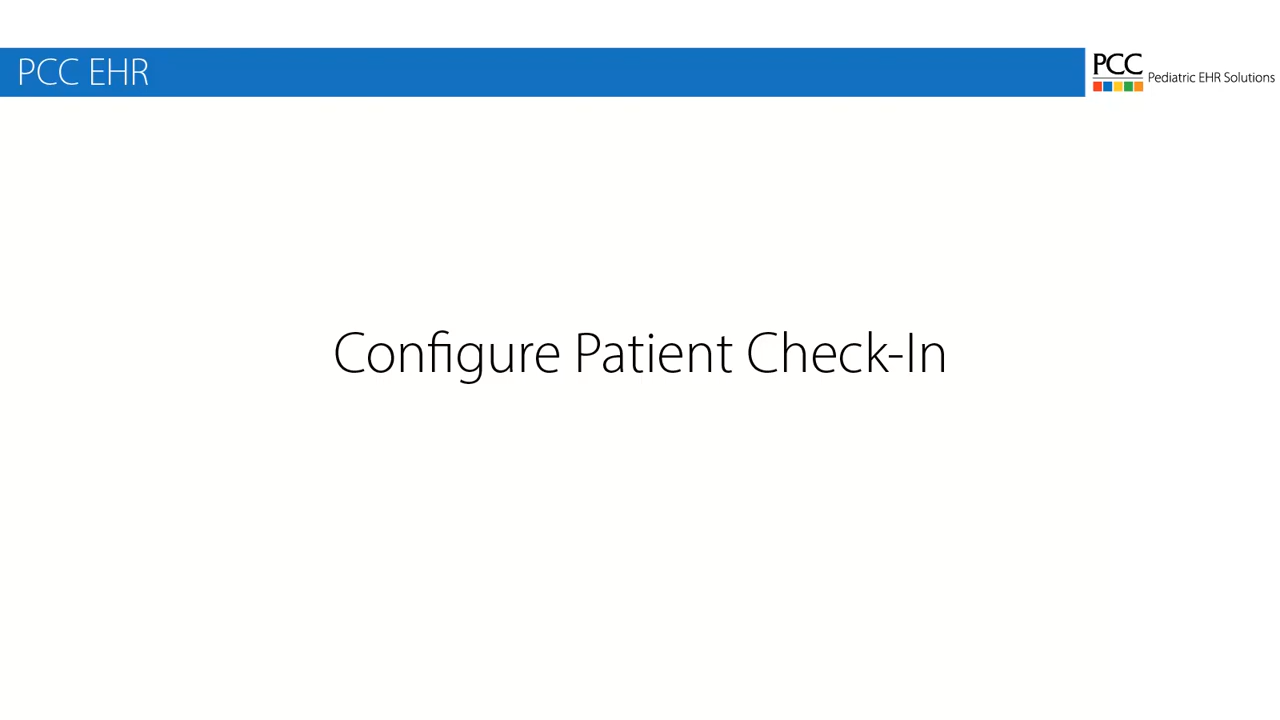 PCC EHR
PCC Pediatric EHR Solutions
Configure Patient Check-In